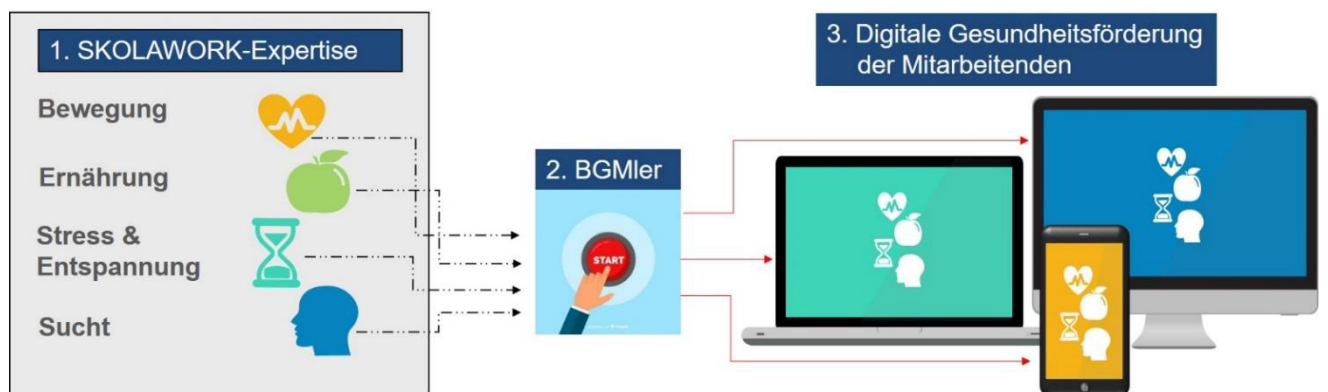 1. SKOLAWORK-Expertise
Bewegung
Ernährung
Stress &
Entspannung
Sucht
2. BGMler
START
3. Digitale Gesundheitsförderung
der Mitarbeitenden